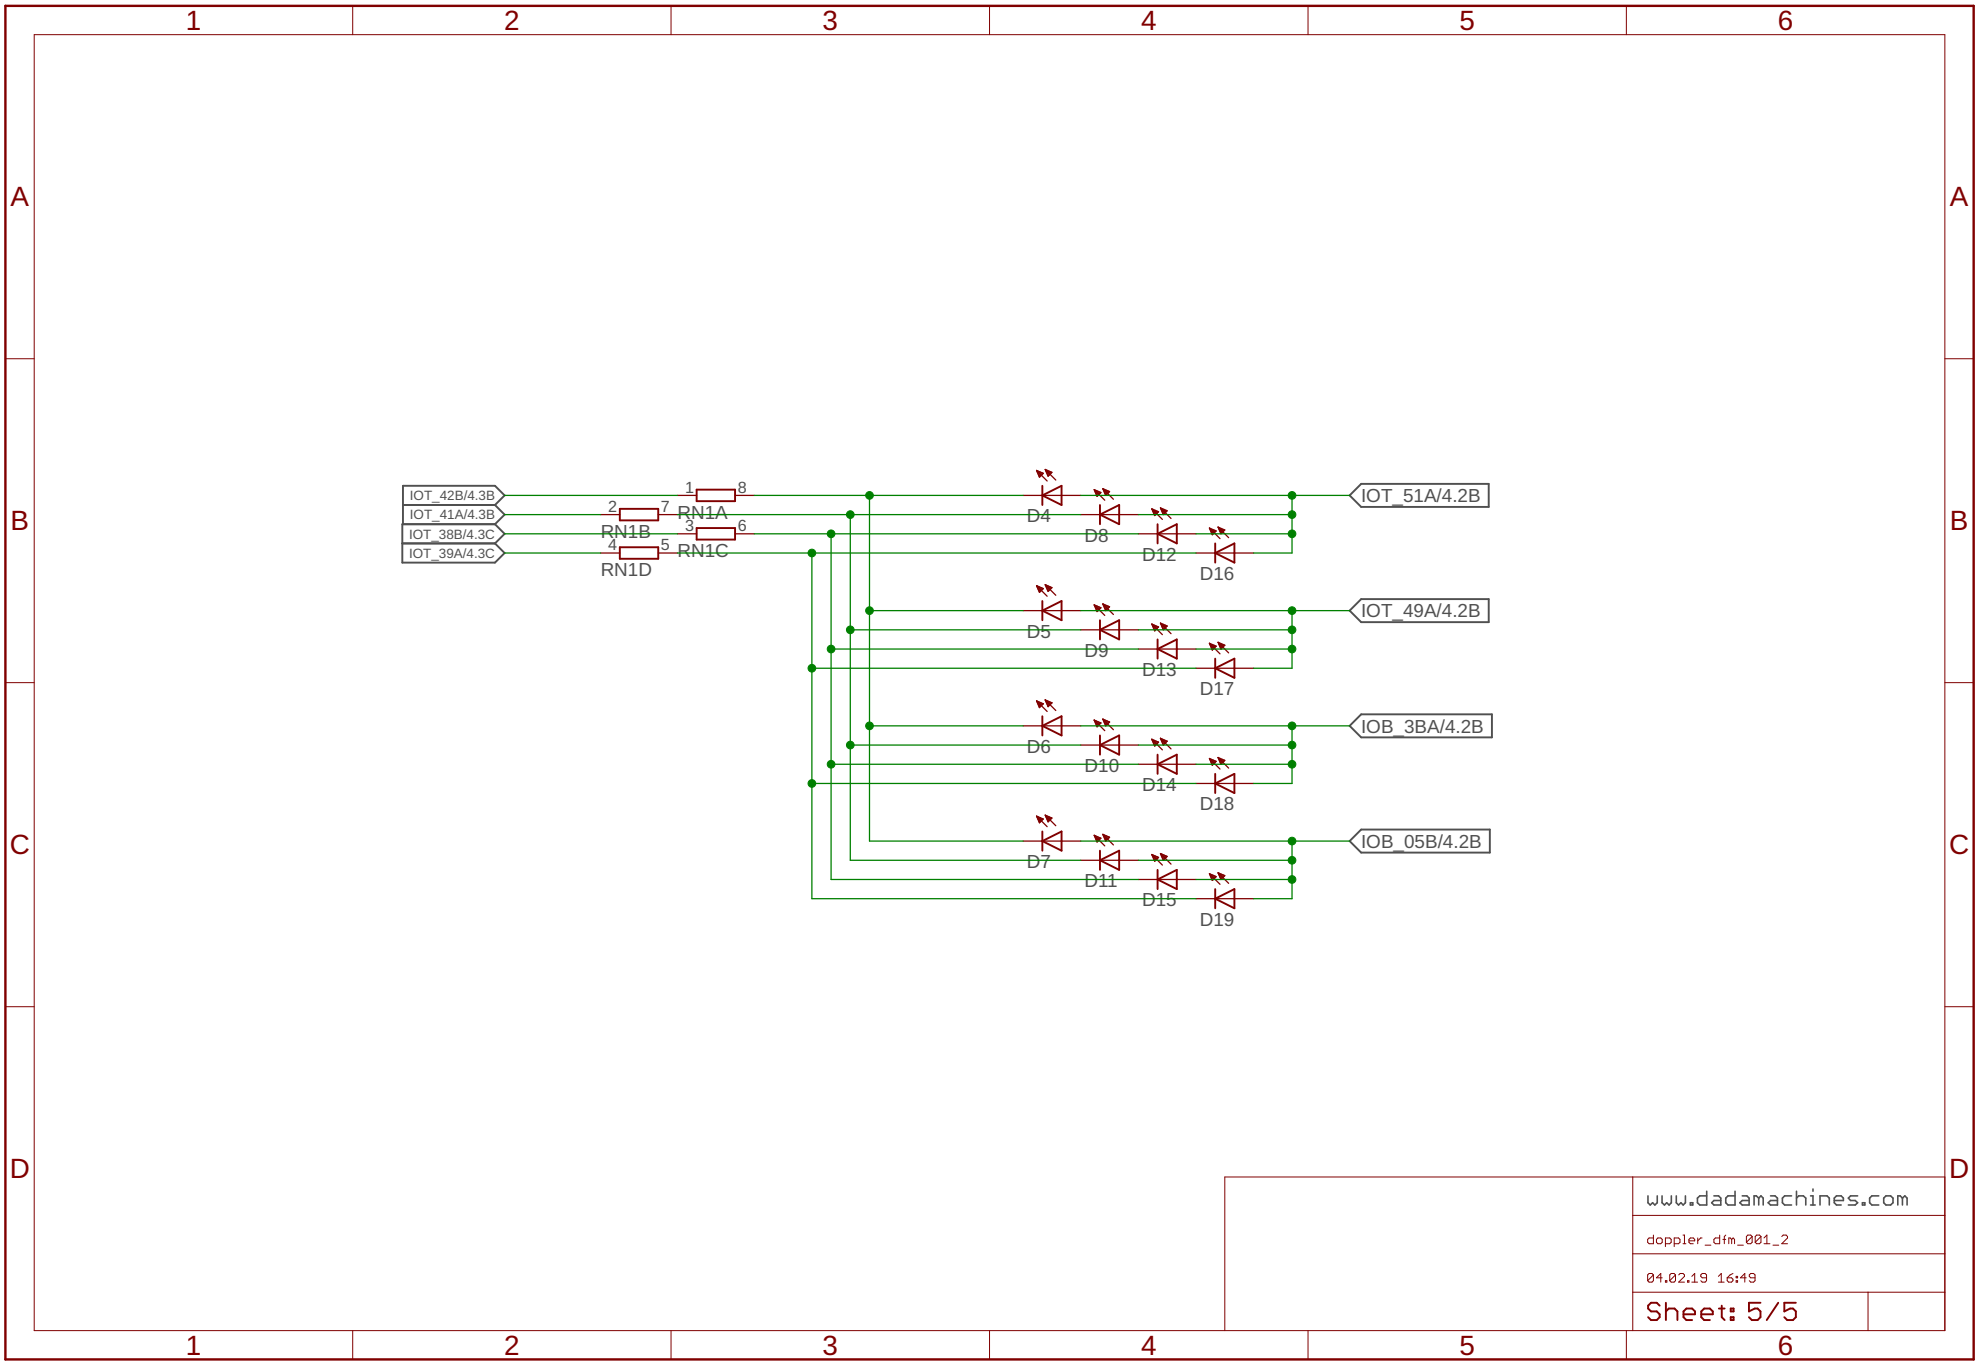 1 2 3 4 5 6
A A
IOT_42B/4.3B 1 8 D4 IOT_51A/4.2B
IOT_41A/4.3B 2 7 RN1A D8
B IOT_38B/4.3C RN1B 3 6 D12 B
IOT_39A/4.3C 4 5 RN1C D16
RN1D
D5 IOT_49A/4.2B
D9
D13
D17
D6 IOB_3BA/4.2B
D10
D14
D18
C D7 IOB_05B/4.2B C
D11
D15
D19
D D
www.dadamachines.com
doppler_dfm_001_2
04.02.19 16:49
Sheet: 5/5
1 2 3 4 5 6